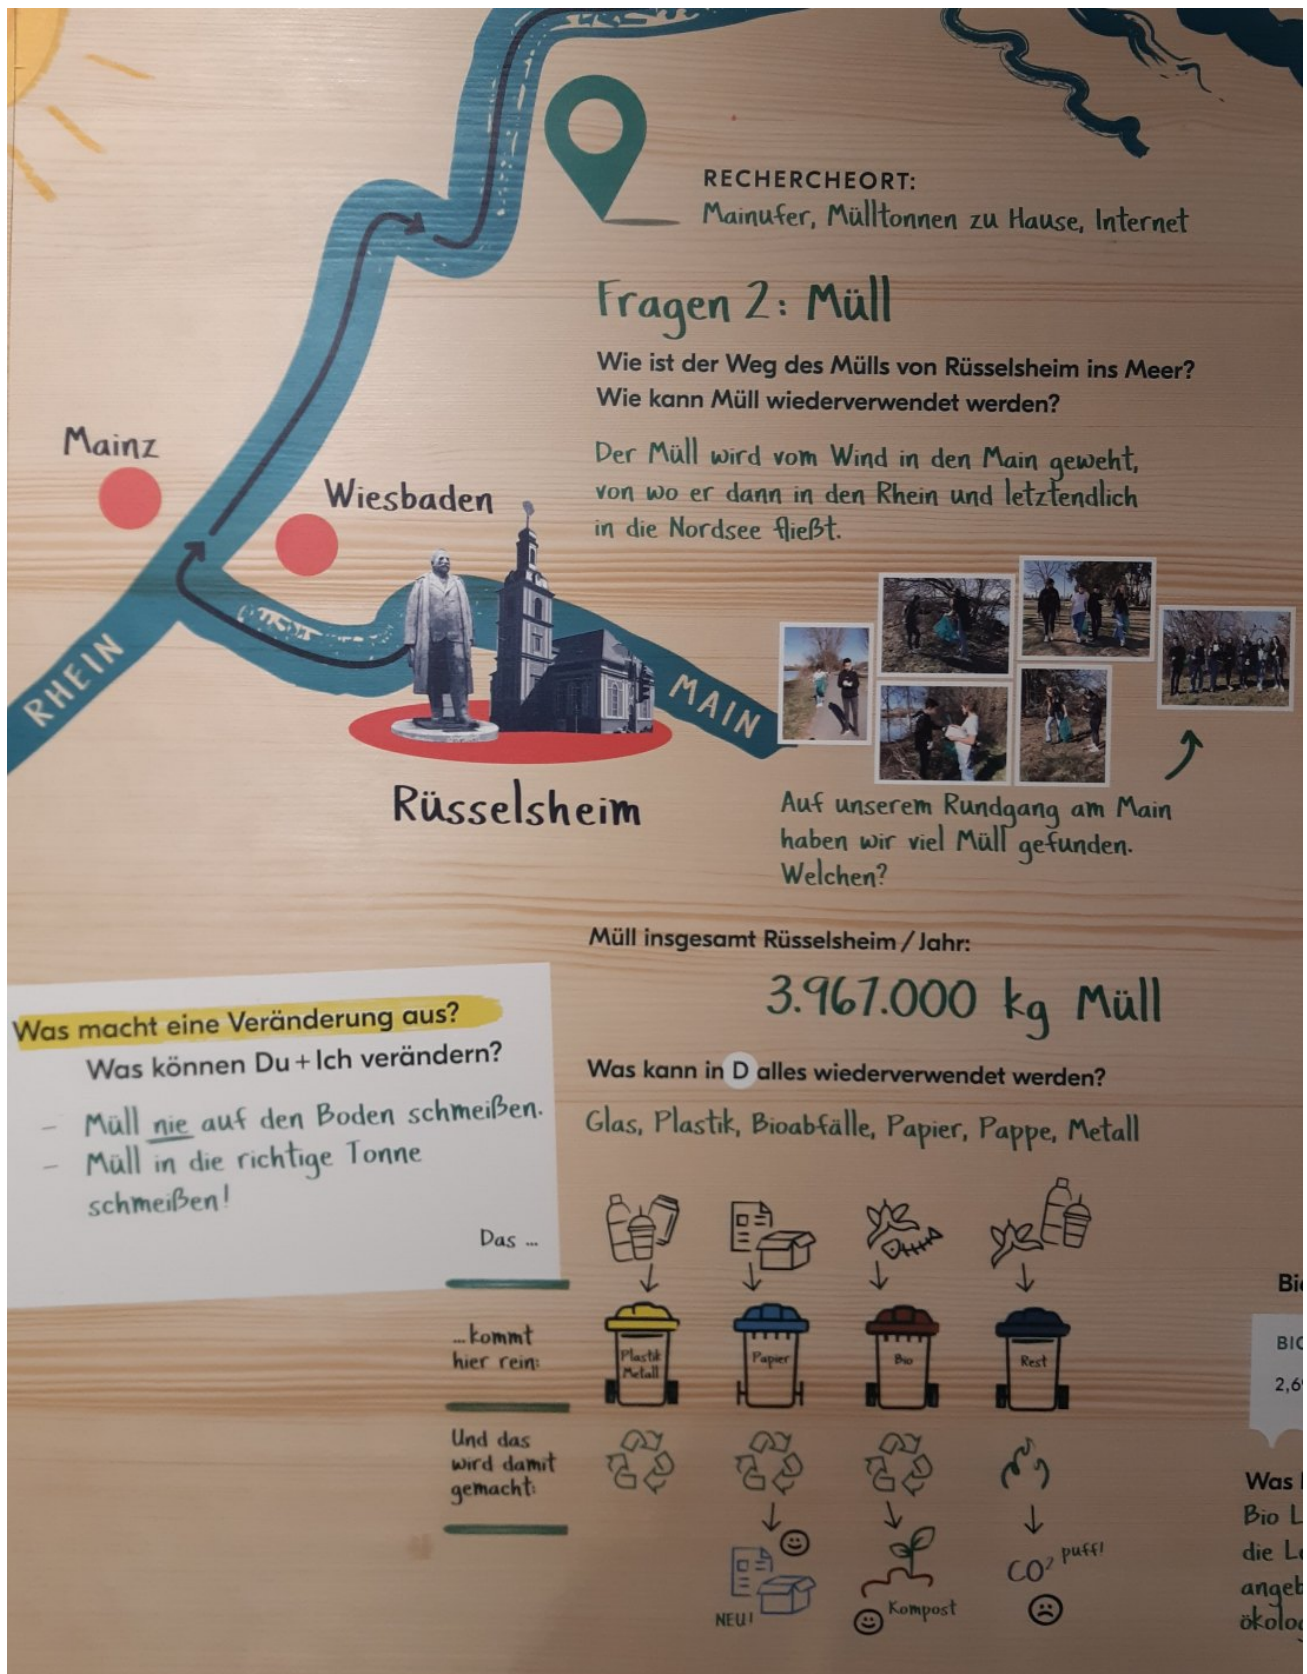 RECHERCHEORT:
Mainufer, Mülltonnen zu Hause, Internet
Fragen 2: Müll
Wie ist der Weg des Mülls von Rüsselsheim ins Meer?
Wie kann Müll wiederverwendet werden?
Der Müll wird vom Wind in den Main geweht,
von wo er dann in den Rhein und letztendlich
in die Nordsee fließt.
Mainz
Wiesbaden
RHEIN
MAIN
Rüsselsheim
Auf unserem Rundgang am Main
haben wir viel Müll gefunden.
Welchen?
Müll insgesamt Rüsselsheim / Jahr:
3.967.000 kg Müll
Was macht eine Veränderung aus?
Was können Du + Ich verändern?
- Müll nie auf den Boden schmeißen.
- Müll in die richtige Tonne
schmeißen!
Was kann in D alles wiederverwendet werden?
Glas, Plastik, Bioabfälle, Papier, Pappe, Metall
Das ...
...kommt
hier rein:
Plastik
Metall
Papier
Bio
Rest
Und das
wird damit
gemacht:
NEU!
Kompost
CO2 puff!
Was
Bio
die